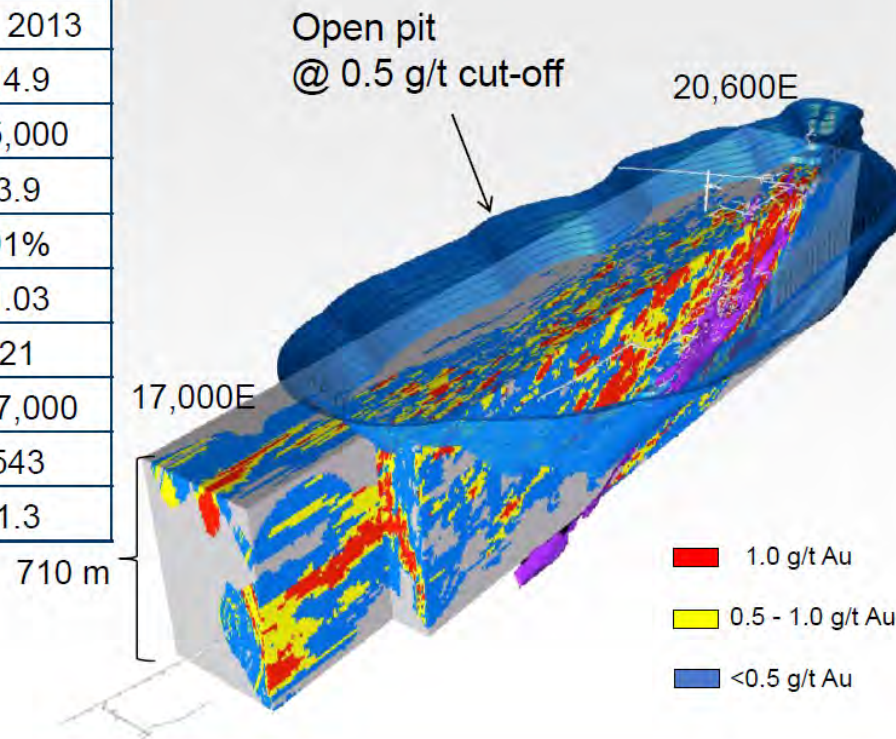 2013
4.9
,000
3.9
1%
.03
21
7,000
543
1.3
Open pit
@ 0.5 g/t cut-off
20,600E
17,000E
710 m
1.0 g/t Au
0.5 - 1.0 g/t Au
<0.5 g/t Au